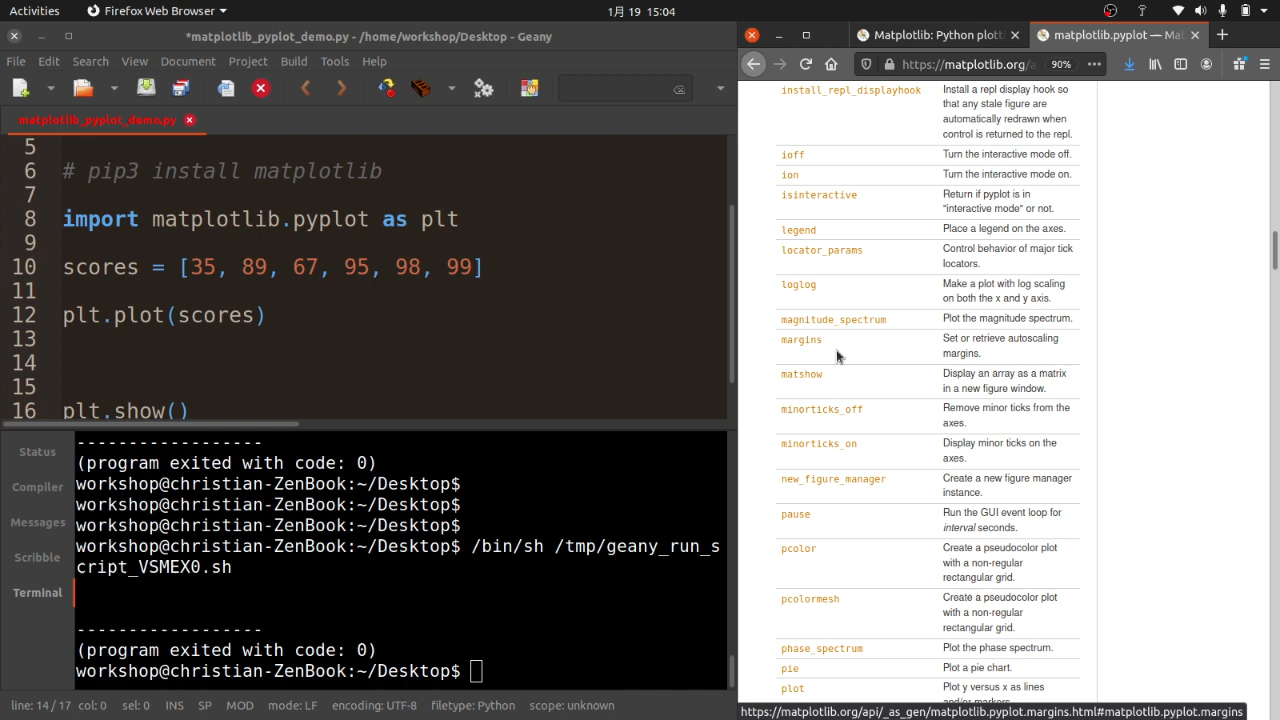 Activities
Firefox Web Browser
1月 19 15:04
*matplotlib_pyplot_demo.py - /home/workshop/Desktop - Geany
File Edit Search View Document Project Build Tools Help
matplotlib_pyplot_demo.py
5
6 # pip3 install matplotlib
7
8 import matplotlib.pyplot as plt
9
10 scores = [35, 89, 67, 95, 98, 99]
11
12 plt.plot(scores)
13
14
15
16 plt.show()
Status
Compiler
Messages
Scribble
Terminal
------------------
(program exited with code: 0)
workshop@christian-ZenBook:~/Desktop$
workshop@christian-ZenBook:~/Desktop$
workshop@christian-ZenBook:~/Desktop$
workshop@christian-ZenBook:~/Desktop$ /bin/sh /tmp/geany_run_s
cript_VSMEX0.sh
------------------
(program exited with code: 0)
workshop@christian-ZenBook:~/Desktop$
line: 14 / 17 col: 0 sel: 0 INS SP MOD mode: LF encoding: UTF-8 filetype: Python scope: unknown
Matplotlib: Python plotti
matplotlib.pyplot — Mat
https://matplotlib.org/a
90%
install_repl_displayhook Install a repl display hook so
that any stale figure are
automatically redrawn when
control is returned to the repl.
ioff Turn the interactive mode off.
ion Turn the interactive mode on.
isinteractive Return if pyplot is in
"interactive mode" or not.
legend Place a legend on the axes.
locator_params Control behavior of major tick
locators.
loglog Make a plot with log scaling
on both the x and y axis.
magnitude_spectrum Plot the magnitude spectrum.
margins Set or retrieve autoscaling
margins.
matshow Display an array as a matrix
in a new figure window.
minorticks_off Remove minor ticks from the
axes.
minorticks_on Display minor ticks on the
axes.
new_figure_manager Create a new figure manager
instance.
pause Run the GUI event loop for
interval seconds.
pcolor Create a pseudocolor plot
with a non-regular
rectangular grid.
pcolormesh Create a pseudocolor plot
with a non-regular
rectangular grid.
phase_spectrum Plot the phase spectrum.
pie Plot a pie chart.
plot Plot y versus x as lines
and/or markers.
https://matplotlib.org/api/_as_gen/matplotlib.pyplot.margins.html#matplotlib.pyplot.margins